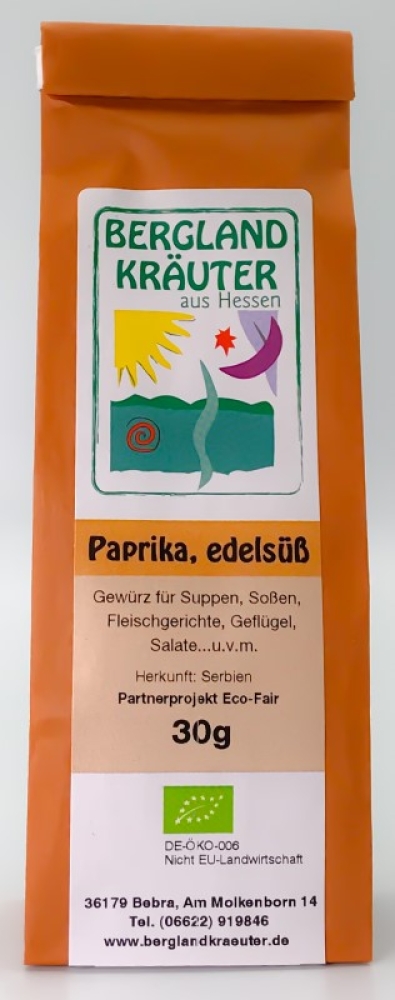 BERGLAND
KRÄUTER
aus Hessen
Paprika, edelsüß
Gewürz für Suppen, Soßen,
Fleischgerichte, Geflügel,
Salate...u.v.m.
Herkunft: Serbien
Partnerprojekt Eco-Fair
30g
DE-ÖKO-006
Nicht EU-Landwirtschaft
36179 Bebra, Am Molkenborn 14
Tel. (06622) 919846
www.berglandkraeuter.de